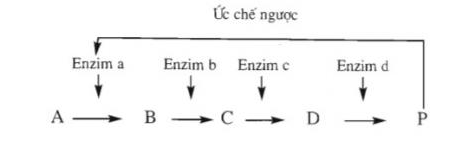 Ức chế ngược
Enzim a Enzim b Enzim c Enzim d
A B C D P